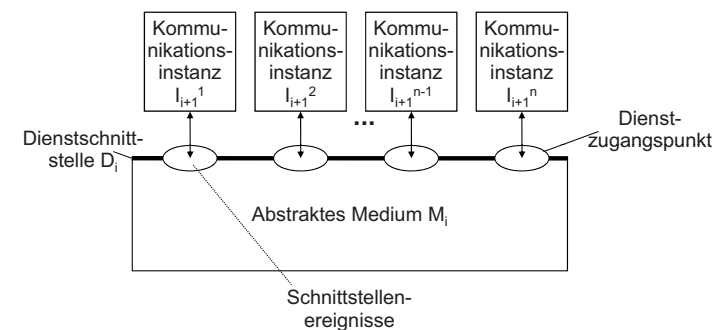 Kommu-
nikations-
instanz
I_{i+1}^1
Kommu-
nikations-
instanz
I_{i+1}^2
Kommu-
nikations-
instanz
I_{i+1}^{n-1}
Kommu-
nikations-
instanz
I_{i+1}^n
...
Dienstschnitt-
stelle D_i
Dienst-
zugangspunkt
Abstraktes Medium M_i
Schnittstellen-
ereignisse